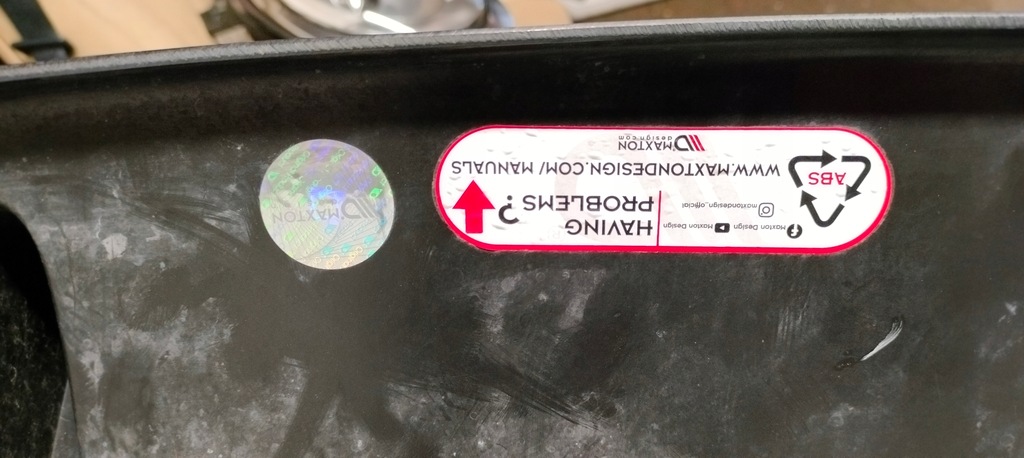 ABS
Maxton Design Maxton Design
maxtondesign_official
HAVING
PROBLEMS?
WWW.MAXTONDESIGN.COM/ MANUALS
MAXTON
design.com
MAXTON